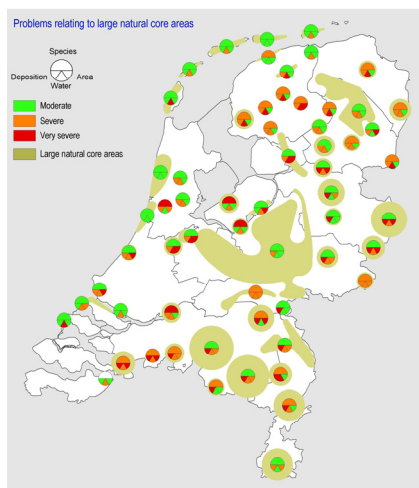 Problems relating to large natural core areas
Species
Deposition Area
Water
Moderate
Severe
Very severe
Large natural core areas